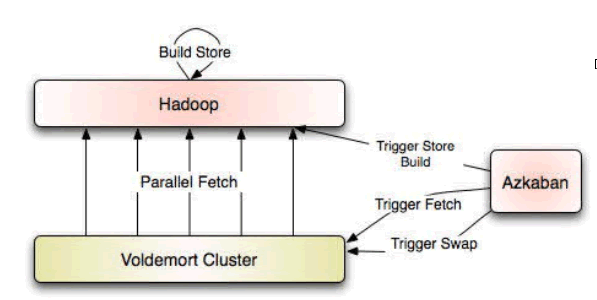 Build Store
Hadoop
Trigger Store
Build
Parallel Fetch
Azkaban
Trigger Fetch
Trigger Swap
Voldemort Cluster